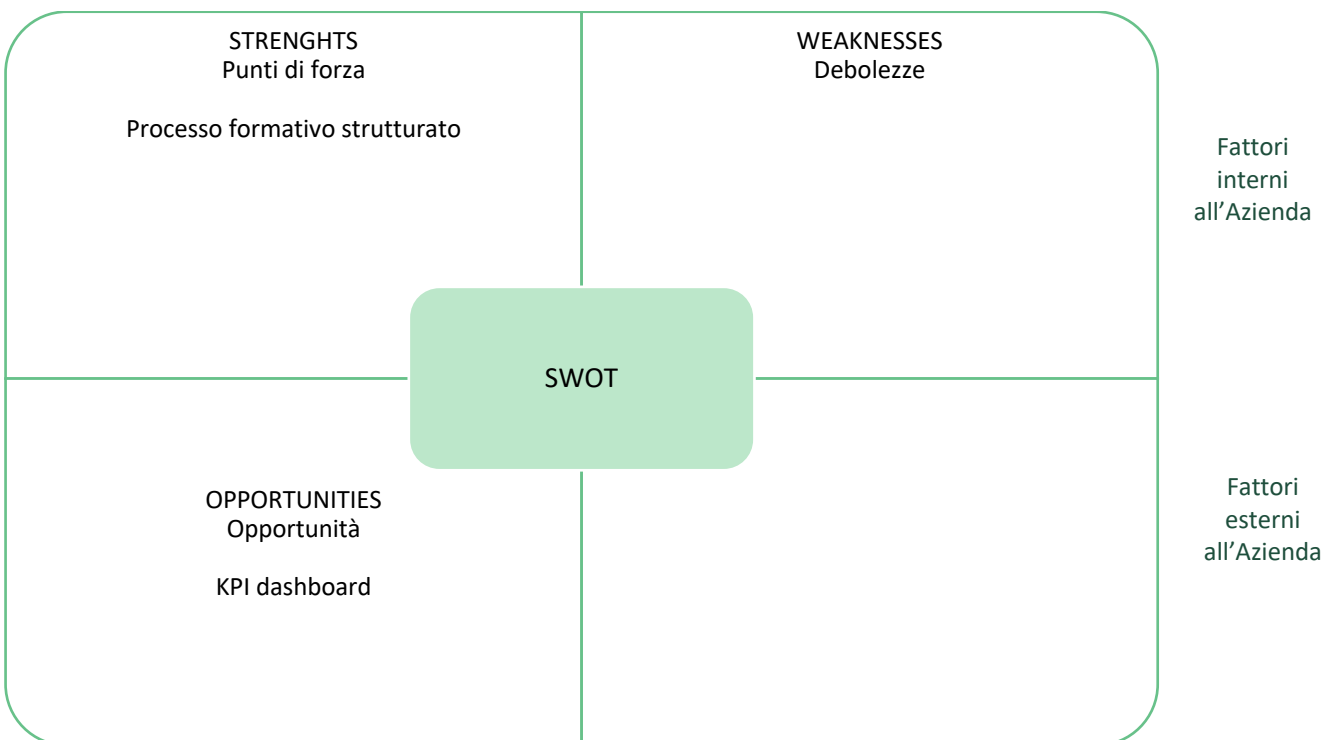 STRENGHTS
Punti di forza
Processo formativo strutturato
WEAKNESSES
Debolezze
Fattori
interni
all’Azienda
SWOT
OPPORTUNITIES
Opportunità
KPI dashboard
Fattori
esterni
all’Azienda